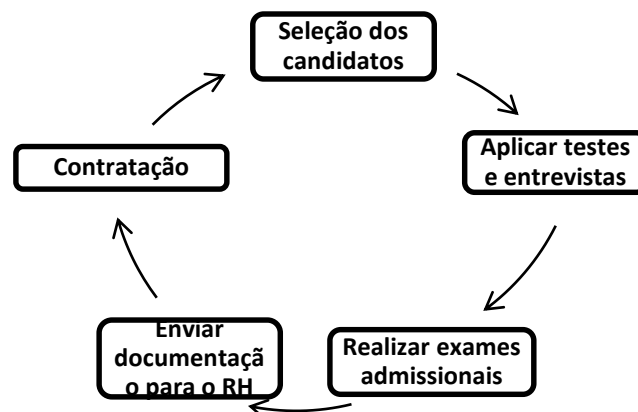 Seleção dos
candidatos
Aplicar testes
e entrevistas
Realizar exames
admissionais
Enviar
documentaçã
o para o RH
Contratação